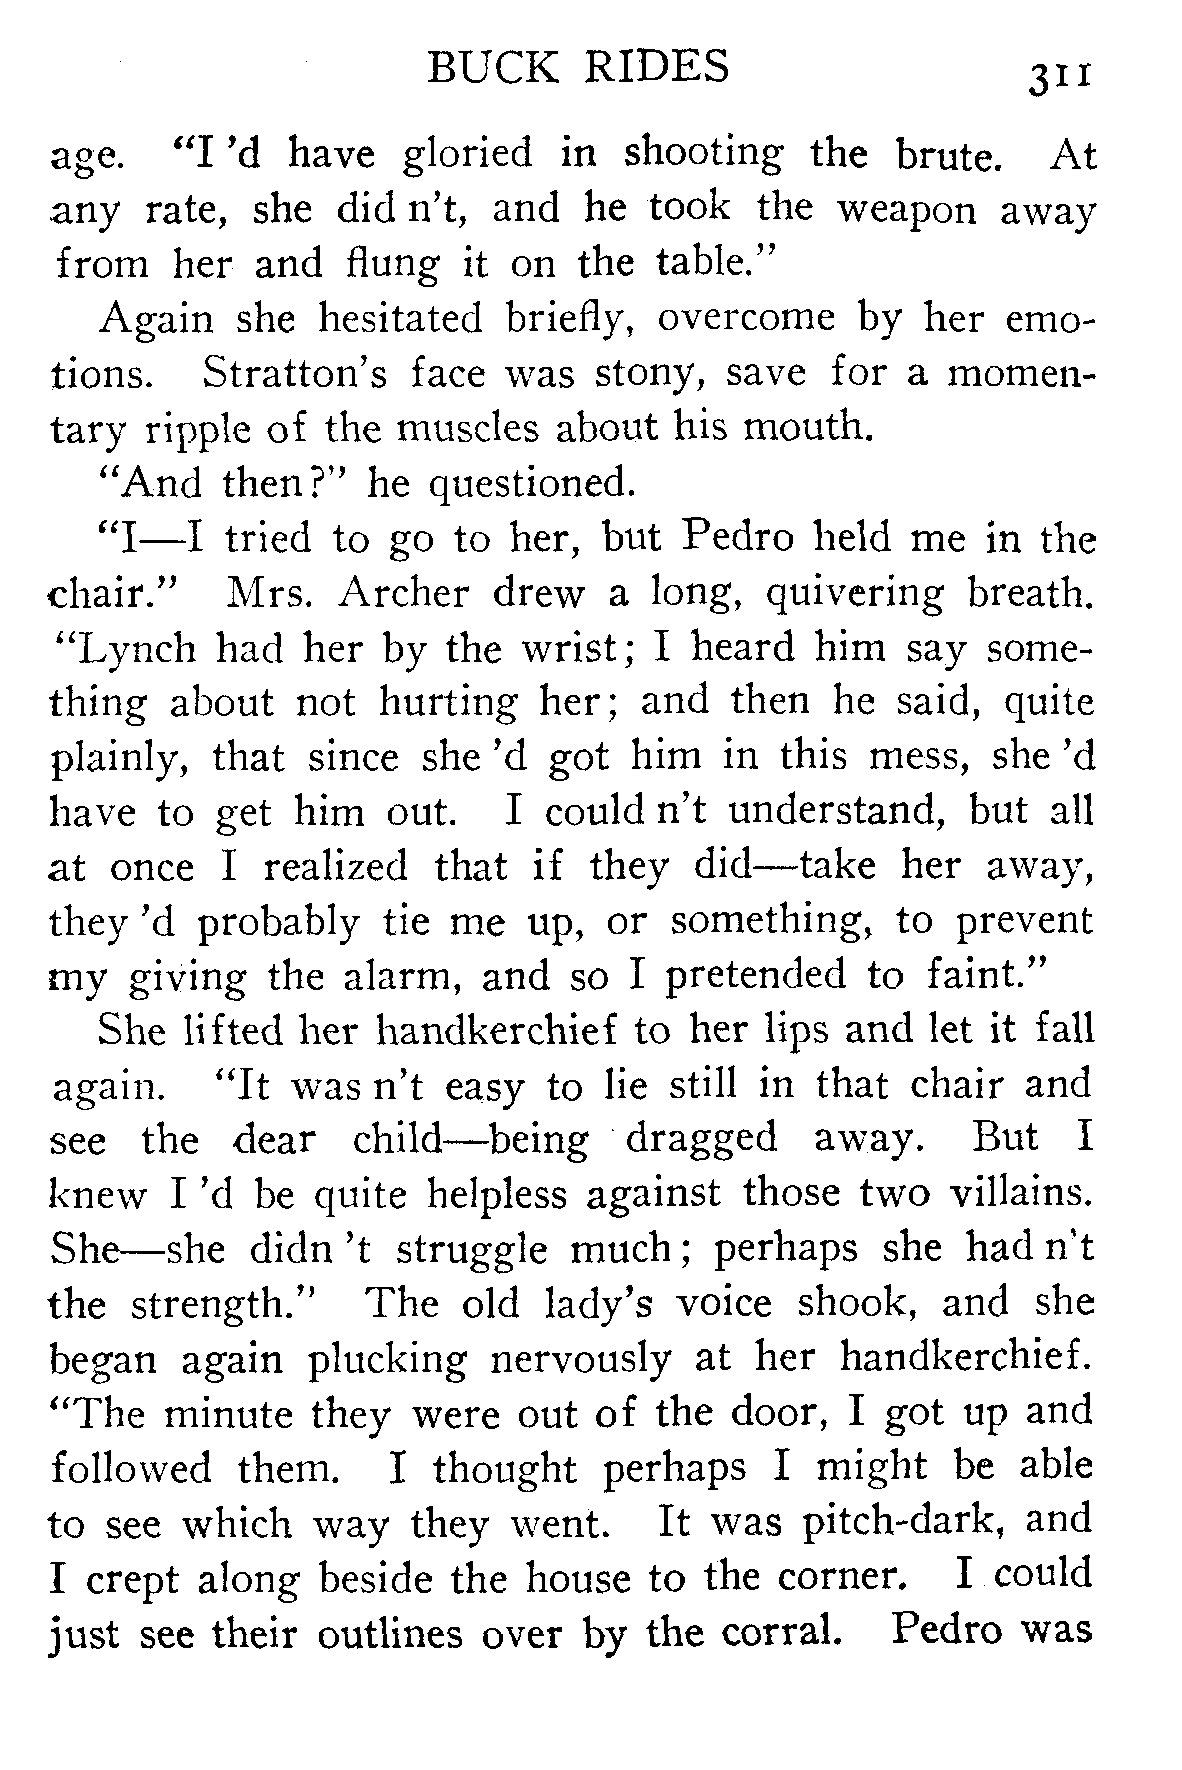 BUCK RIDES 311
age. “I ’d have gloried in shooting the brute. At
any rate, she did n’t, and he took the weapon away
from her and flung it on the table.”
Again she hesitated briefly, overcome by her emo-
tions. Stratton’s face was stony, save for a momen-
tary ripple of the muscles about his mouth.
“And then?” he questioned.
“I—I tried to go to her, but Pedro held me in the
chair.” Mrs. Archer drew a long, quivering breath.
“Lynch had her by the wrist; I heard him say some-
thing about not hurting her; and then he said, quite
plainly, that since she ’d got him in this mess, she ’d
have to get him out. I could n’t understand, but all
at once I realized that if they did—take her away,
they ’d probably tie me up, or something, to prevent
my giving the alarm, and so I pretended to faint.”
She lifted her handkerchief to her lips and let it fall
again. “It was n’t easy to lie still in that chair and
see the dear child—being dragged away. But I
knew I ’d be quite helpless against those two villains.
She—she didn ’t struggle much; perhaps she had n’t
the strength.” The old lady’s voice shook, and she
began again plucking nervously at her handkerchief.
“The minute they were out of the door, I got up and
followed them. I thought perhaps I might be able
to see which way they went. It was pitch-dark, and
I crept along beside the house to the corner. I could
just see their outlines over by the corral. Pedro was